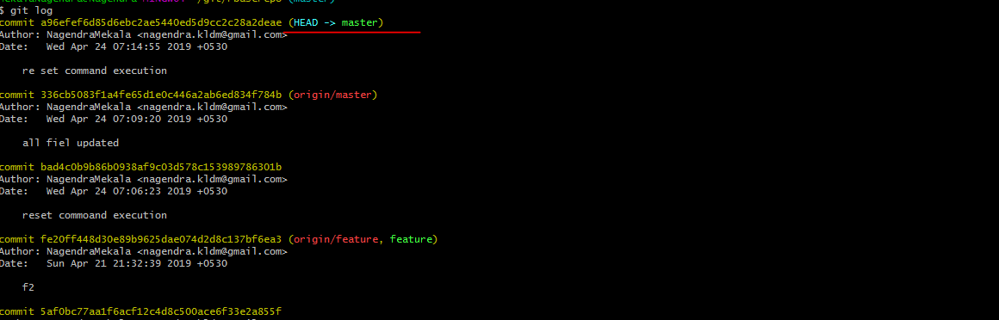 $ git log
commit a96efef6d85d6ebc2ae5440ed5d9cc2c28a2deae (HEAD -> master)
Author: NagendraMekala <nagendra.kldm@gmail.com>
Date: Wed Apr 24 07:14:55 2019 +0530
re set command execution
commit 336cb5083f1a4fe65d1e0c446a2ab6ed834f784b (origin/master)
Author: NagendraMekala <nagendra.kldm@gmail.com>
Date: Wed Apr 24 07:09:20 2019 +0530
all fiel updated
commit bad4c0b9b86b0938af9c03d578c153989786301b
Author: NagendraMekala <nagendra.kldm@gmail.com>
Date: Wed Apr 24 07:06:23 2019 +0530
reset commoand execution
commit fe20ff448d30e89b9625dae074d2d8c137bf6ea3 (origin/feature, feature)
Author: NagendraMekala <nagendra.kldm@gmail.com>
Date: Sun Apr 21 21:32:39 2019 +0530
f2
commit 5af0bc77aa1f6acf12c4d8c500ace6f33e2a855f